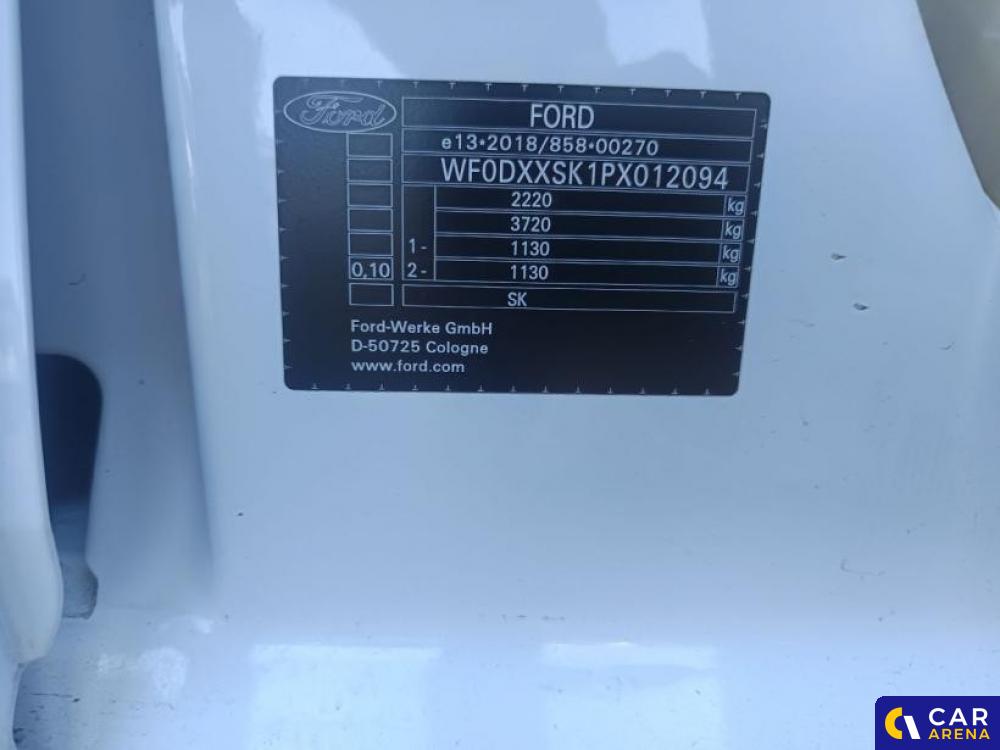 Ford
FORD
e13*2018/858*00270
WF0DXXSK1PX012094
2220 kg
3720 kg
1- 1130 kg
0,10 2- 1130 kg
SK
Ford-Werke GmbH
D-50725 Cologne
www.ford.com
CAR
ARENA